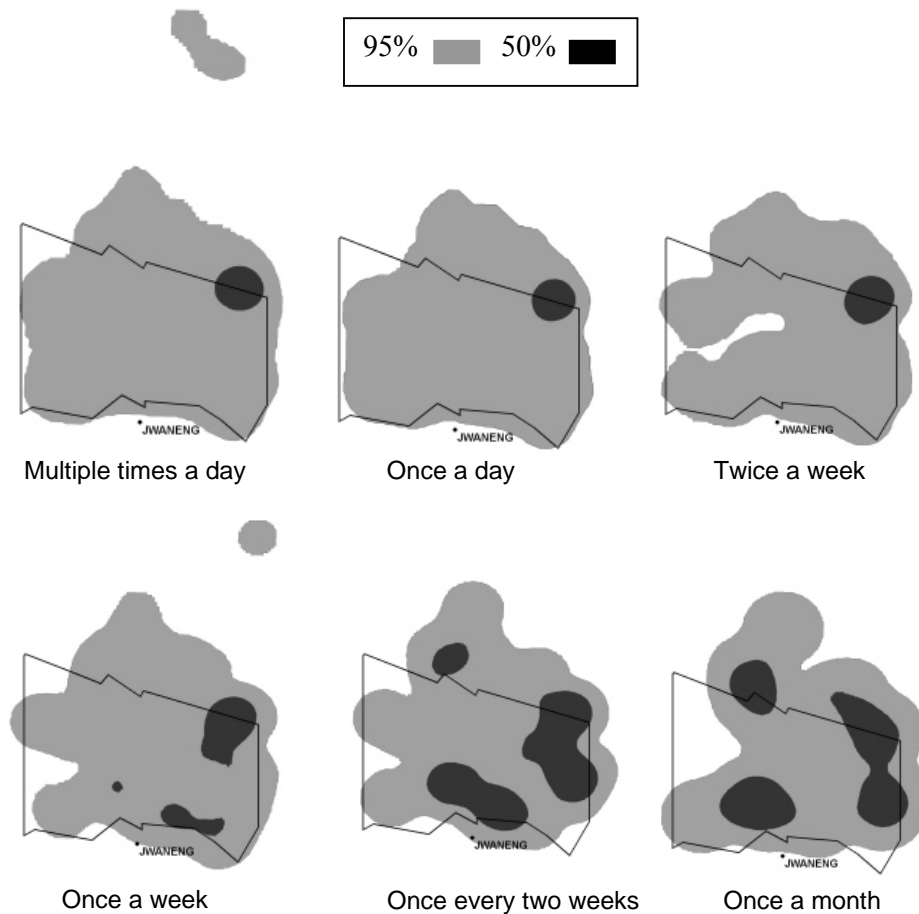 95% 50%
JWANENG JWANENG JWANENG
Multiple times a day Once a day Twice a week
JWANENG JWANENG JWANENG
Once a week Once every two weeks Once a month